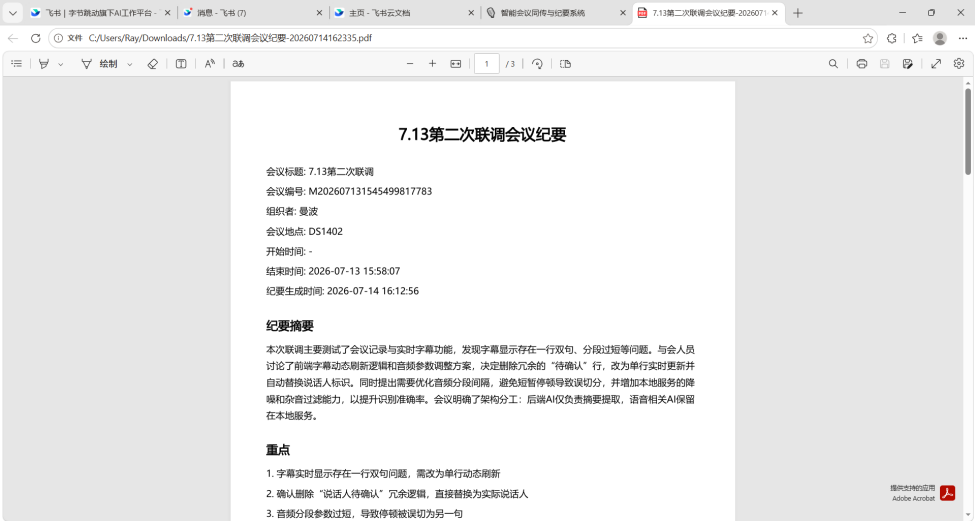 飞书 | 字节跳动旗下AI工作平台 -
消息 - 飞书 (7)
主页 - 飞书云文档
智能会议同传与纪要系统
7.13第二次联调会议纪要-2026071
文件 C:/Users/Ray/Downloads/7.13第二次联调会议纪要-20260714162335.pdf
绘制
aあ
1 / 3
7.13第二次联调会议纪要
会议标题: 7.13第二次联调
会议编号: M202607131545499817783
组织者: 曼波
会议地点: DS1402
开始时间: -
结束时间: 2026-07-13 15:58:07
纪要生成时间: 2026-07-14 16:12:56
纪要摘要
本次联调主要测试了会议记录与实时字幕功能，发现字幕显示存在一行双句、分段过短等问题。与会人员
讨论了前端字幕动态刷新逻辑和音频参数调整方案，决定删除冗余的“待确认”行，改为单行实时更新并
自动替换说话人标识。同时提出需要优化音频分段间隔，避免短暂停顿导致误切分，并增加本地服务的降
噪和杂音过滤能力，以提升识别准确率。会议明确了架构分工：后端AI仅负责摘要提取，语音相关AI保留
在本地服务。
重点
1. 字幕实时显示存在一行双句问题，需改为单行动态刷新
2. 确认删除“说话人待确认”冗余逻辑，直接替换为实际说话人
3. 音频分段参数过短，导致停顿被误切为另一句
提供支持的应用
Adobe Acrobat